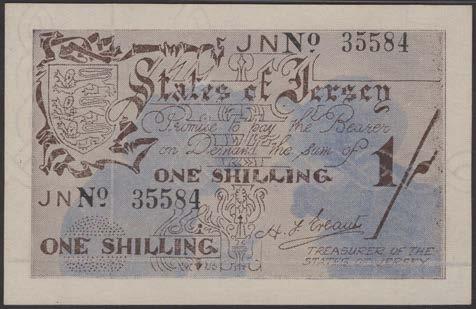 JN No 35584
States of Jersey
Promise to pay the Bearer
on Demand the sum of
ONE SHILLING
1/-
JN No 35584
ONE SHILLING
TREASURER OF THE
STATES OF JERSEY